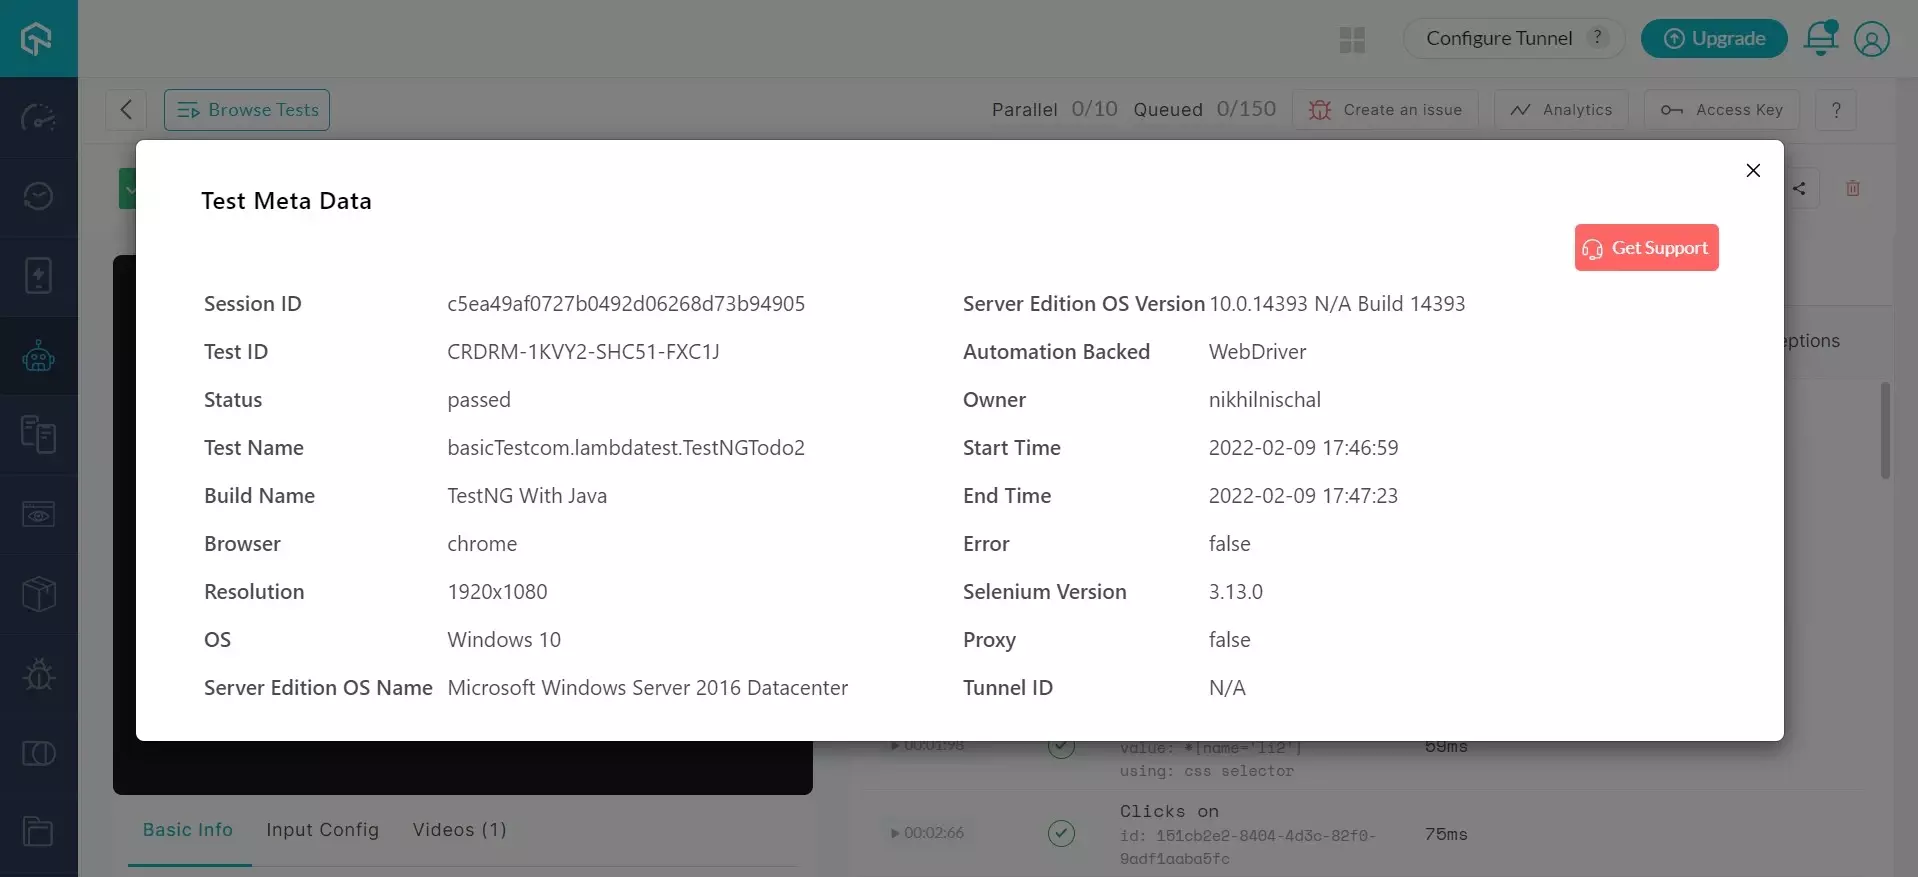 Configure Tunnel ?
Upgrade
Browse Tests
Parallel 0/10 Queued 0/150
Create an issue
Analytics
Access Key
?
Test Meta Data
Get Support
Session ID c5ea49af0727b0492d06268d73b94905
Server Edition OS Version 10.0.14393 N/A Build 14393
Test ID CRDRM-1KVY2-SHC51-FXC1J
Automation Backed WebDriver
Status passed
Owner nikhilnischal
Test Name basicTestcom.lambdatest.TestNGTodo2
Start Time 2022-02-09 17:46:59
Build Name TestNG With Java
End Time 2022-02-09 17:47:23
Browser chrome
Error false
Resolution 1920x1080
Selenium Version 3.13.0
OS Windows 10
Proxy false
Server Edition OS Name Microsoft Windows Server 2016 Datacenter
Tunnel ID N/A
00:01:98
value: *[name='li2']
59ms
using: css selector
Basic Info Input Config Videos (1)
Clicks on
00:02:66
id: 151cb2e2-8404-4d3c-82f0-
75ms
9adf1aaba5fc